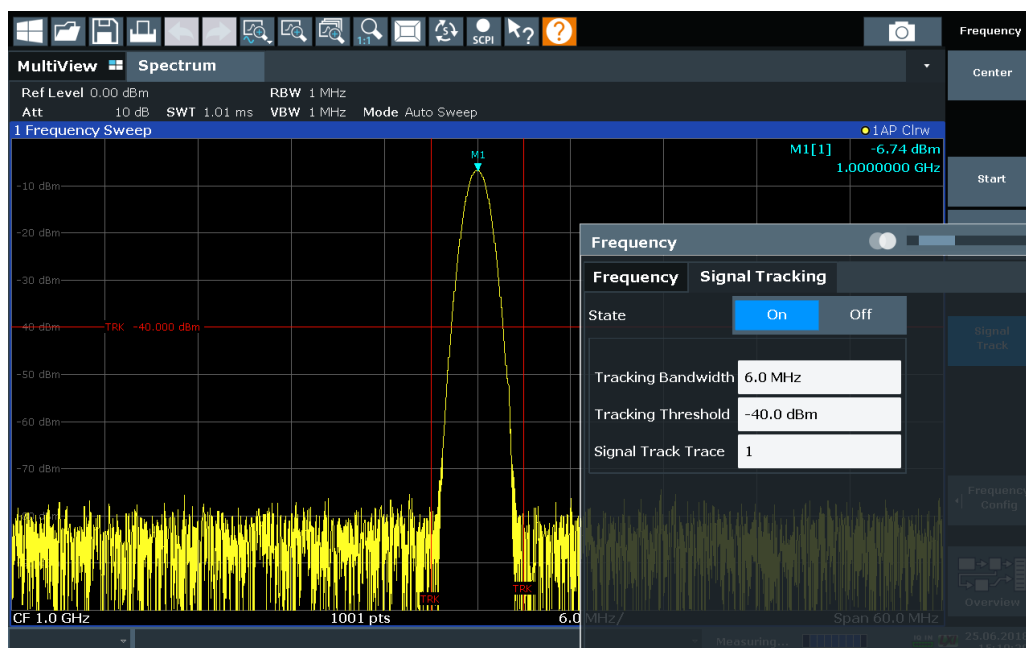 1:1
SCPI
?
Frequency
MultiView Spectrum
Center
Ref Level 0.00 dBm RBW 1 MHz
Att 10 dB SWT 1.01 ms VBW 1 MHz Mode Auto Sweep
1 Frequency Sweep 1AP Clrw
M1
M1[1] -6.74 dBm
1.0000000 GHz
Start
-10 dBm
-20 dBm
-30 dBm
-40 dBm TRK -40.000 dBm
-50 dBm
-60 dBm
-70 dBm
TRK
TRK
CF 1.0 GHz 1001 pts 6.0 MHz/ Span 60.0 MHz
Frequency
Frequency Signal Tracking
State On Off
Tracking Bandwidth 6.0 MHz
Tracking Threshold -40.0 dBm
Signal Track Trace 1
Signal
Track
Frequency
Config
Overview
Measuring...
25.06.2018